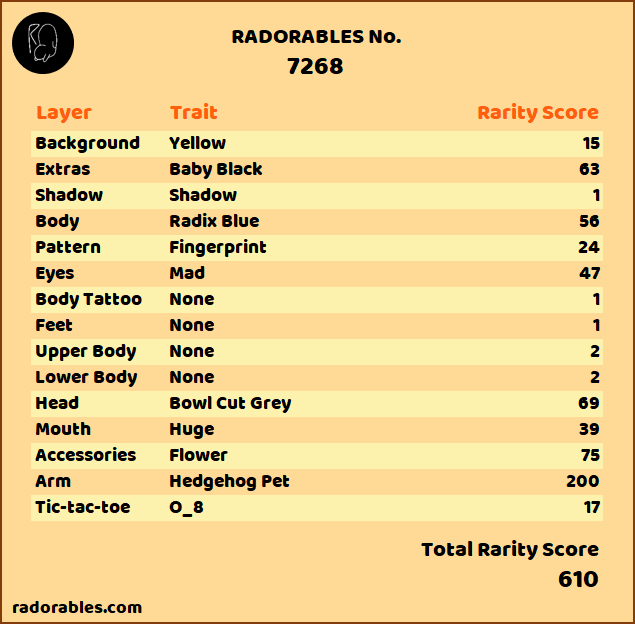 RADORABLES No.
7268
Layer Trait Rarity Score
Background Yellow 15
Extras Baby Black 63
Shadow Shadow 1
Body Radix Blue 56
Pattern Fingerprint 24
Eyes Mad 47
Body Tattoo None 1
Feet None 1
Upper Body None 2
Lower Body None 2
Head Bowl Cut Grey 69
Mouth Huge 39
Accessories Flower 75
Arm Hedgehog Pet 200
Tic-tac-toe O_8 17
Total Rarity Score
610
radorables.com